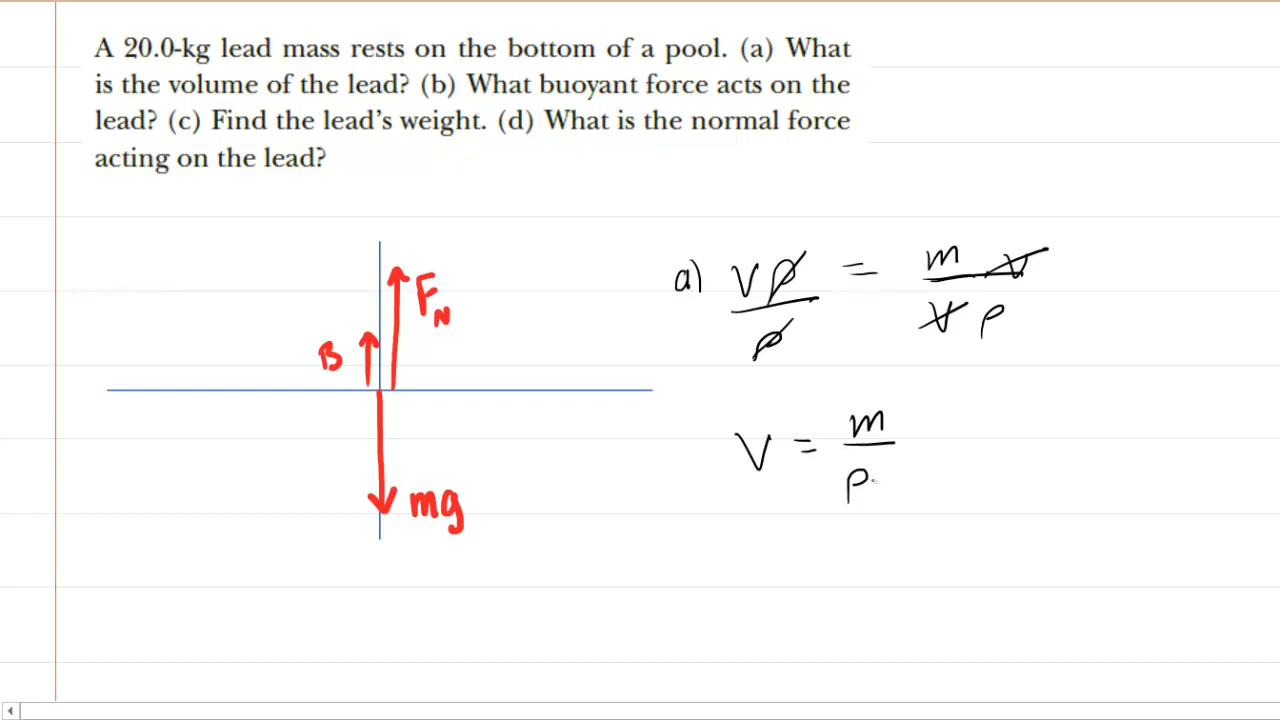 A 20.0-kg lead mass rests on the bottom of a pool. (a) What
is the volume of the lead? (b) What buoyant force acts on the
lead? (c) Find the lead’s weight. (d) What is the normal force
acting on the lead?
B F_N
mg
a) Vρ/ρ = m V/V ρ
V = m/ρ